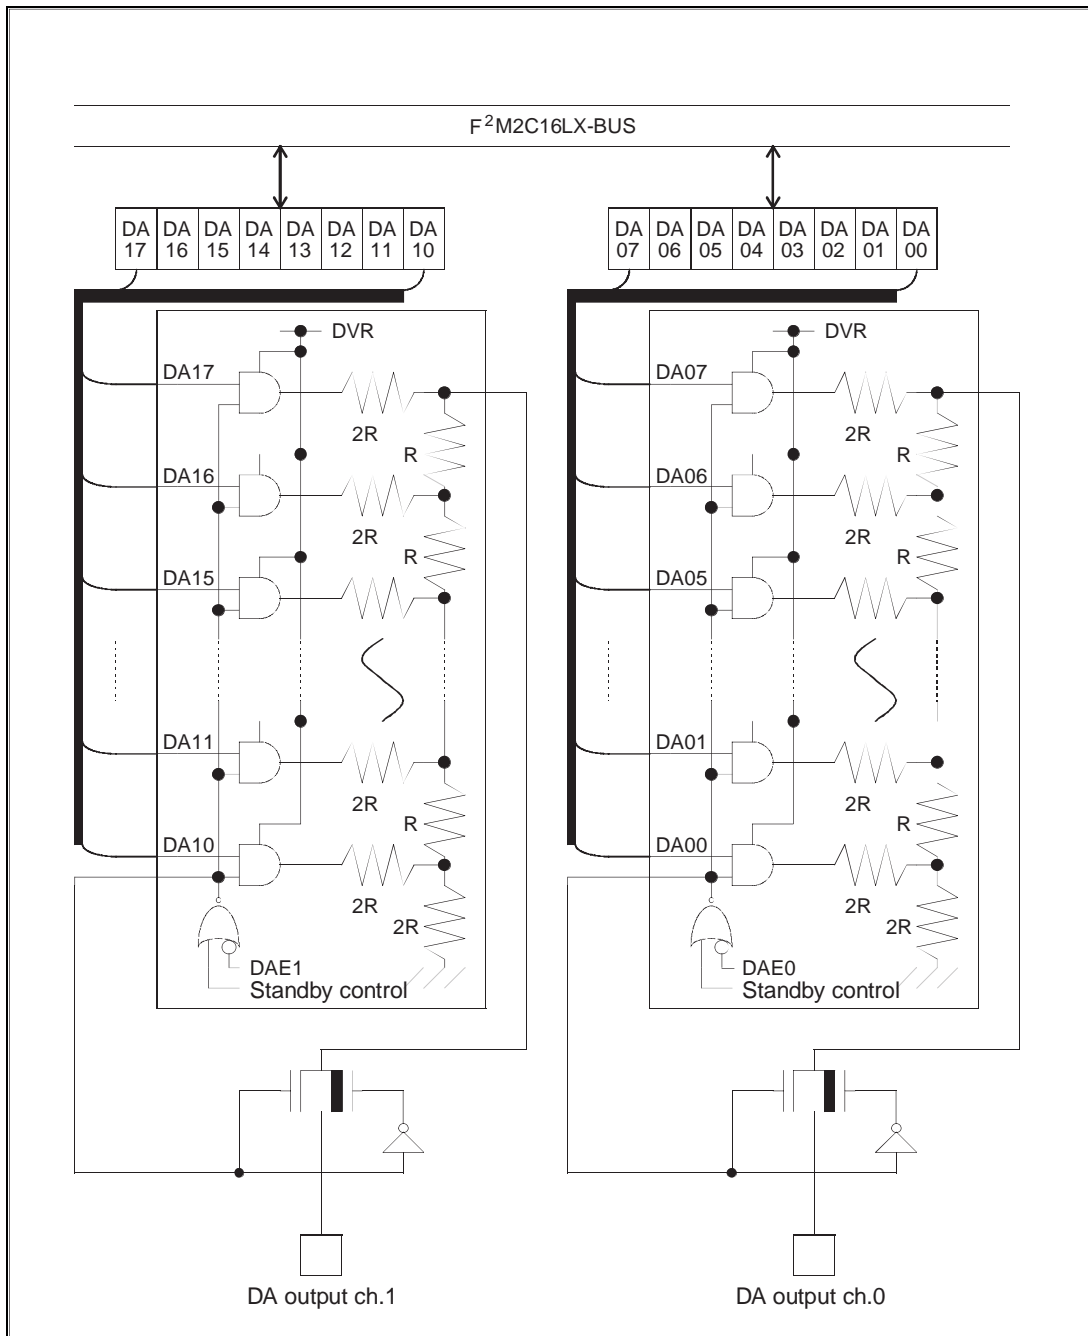 F²M2C16LX-BUS
DA 17 DA 16 DA 15 DA 14 DA 13 DA 12 DA 11 DA 10
DA 07 DA 06 DA 05 DA 04 DA 03 DA 02 DA 01 DA 00
DVR
DA17
2R
R
DA16
2R
R
DA15
DA11
2R
R
DA10
2R
2R
DAE1
Standby control
DA output ch.1
DVR
DA07
2R
R
DA06
2R
R
DA05
DA01
2R
R
DA00
2R
2R
DAE0
Standby control
DA output ch.0